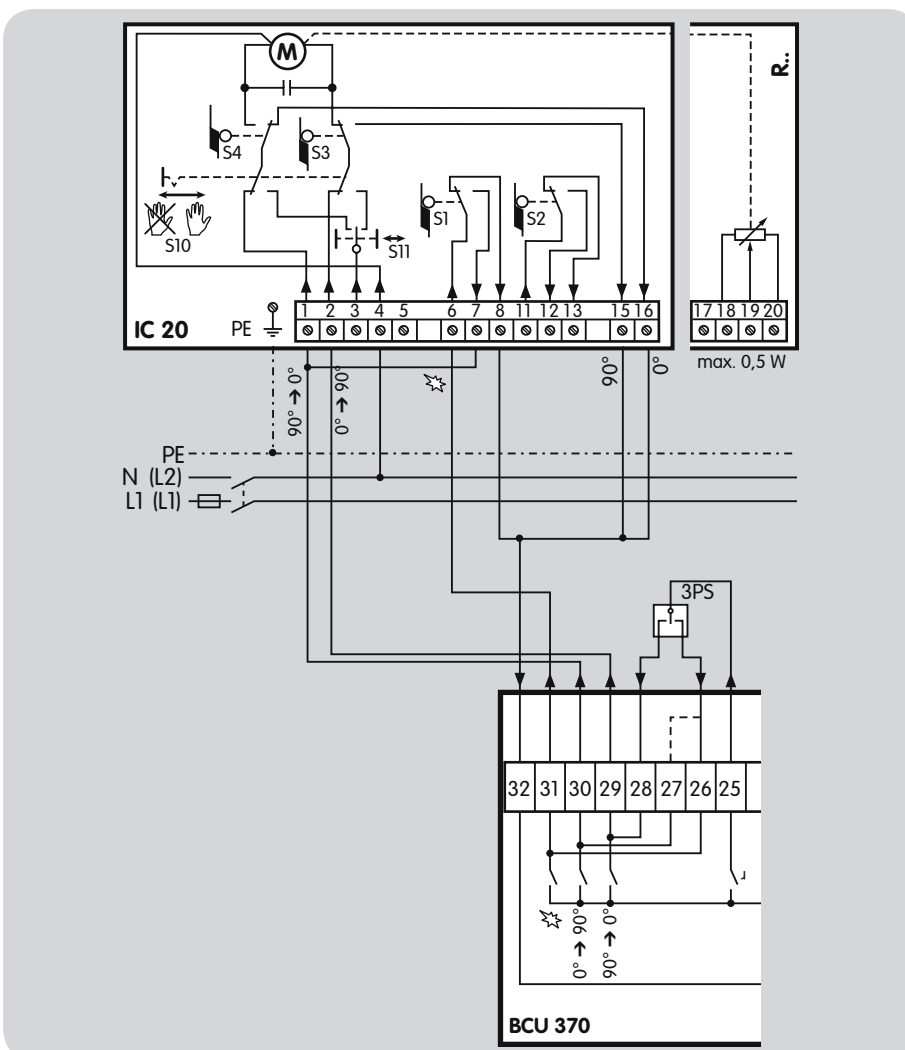 M
R..
S4
S3
S1
S2
S10
S11
1 2 3 4 5 6 7 8 11 12 13 15 16
17 18 19 20
IC 20
PE
max. 0,5 W
90° → 0°
0° → 90°
90°
0°
PE
N (L2)
L1 (L1)
3PS
32 31 30 29 28 27 26 25
0° → 90°
90° → 0°
BCU 370